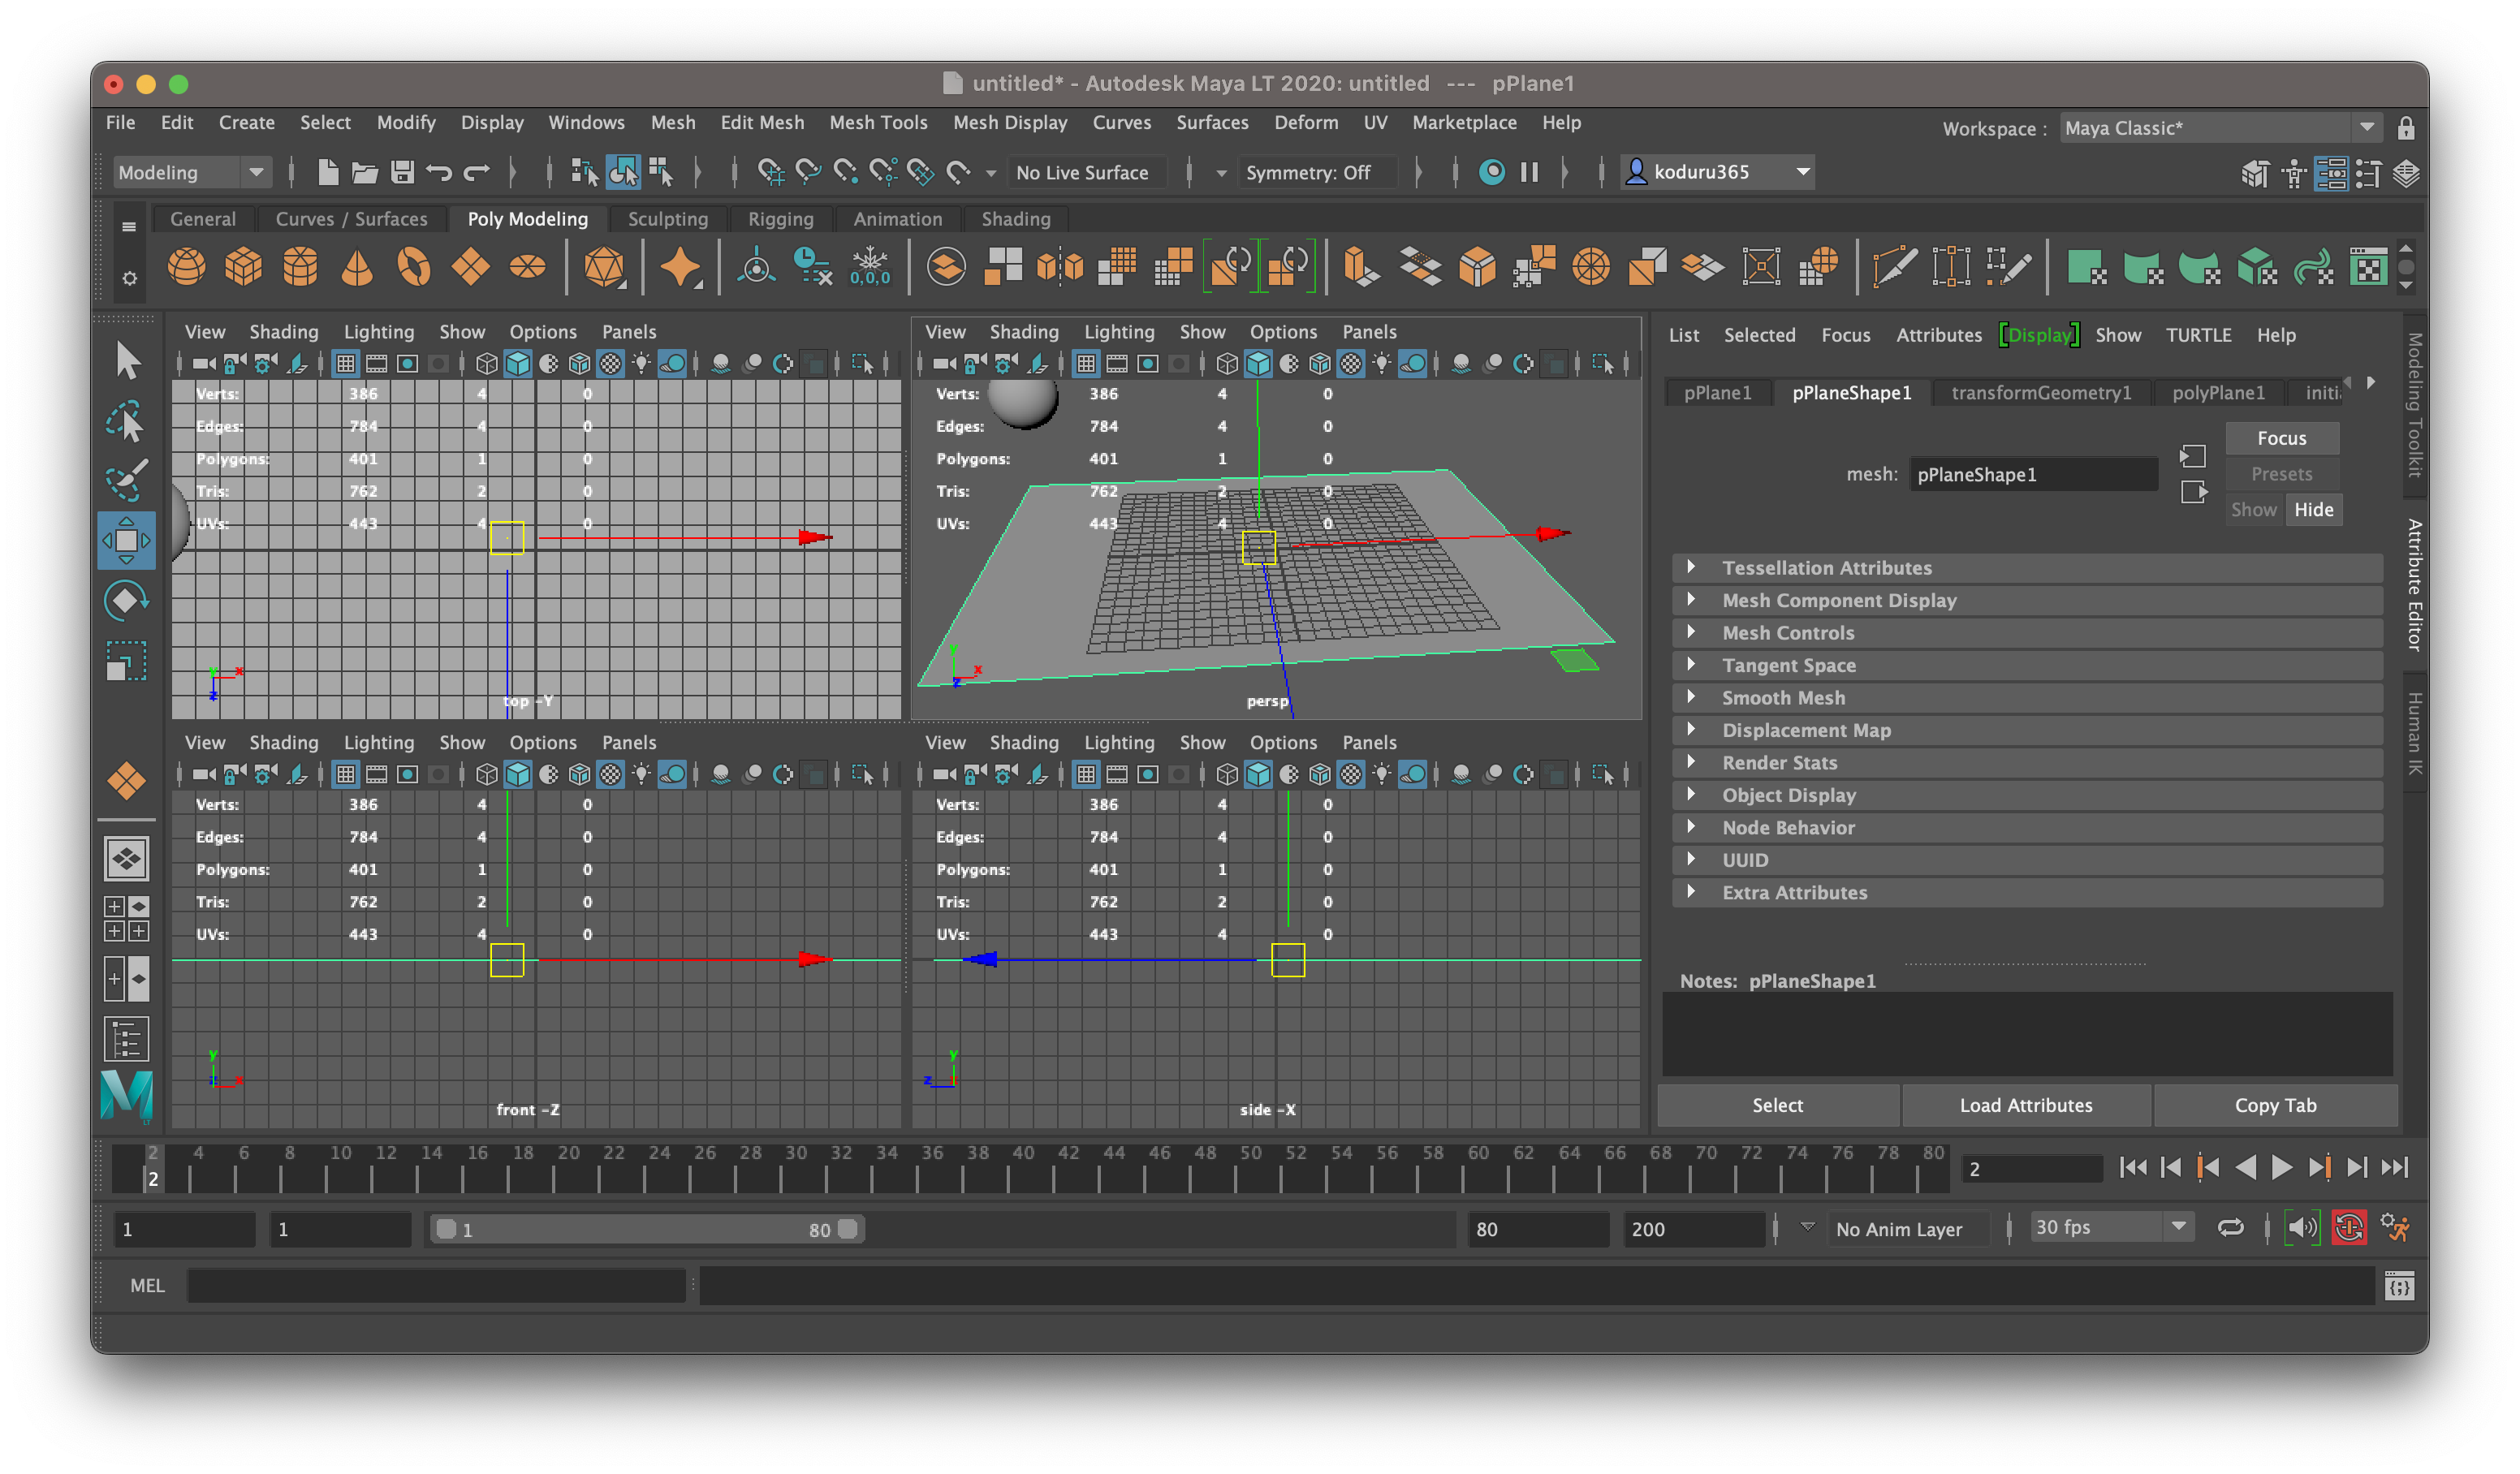 untitled* - Autodesk Maya LT 2020: untitled --- pPlane1
File Edit Create Select Modify Display Windows Mesh Edit Mesh Mesh Tools Mesh Display Curves Surfaces Deform UV Marketplace Help
Workspace : Maya Classic*
Modeling No Live Surface Symmetry: Off koduru365
General Curves / Surfaces Poly Modeling Sculpting Rigging Animation Shading
0,0,0
View Shading Lighting Show Options Panels
Verts: 386 4 0
Edges: 784 4 0
Polygons: 401 1 0
Tris: 762 2 0
UVs: 443 4 0
Y x z
top -Y
View Shading Lighting Show Options Panels
Verts: 386 4 0
Edges: 784 4 0
Polygons: 401 1 0
Tris: 762 2 0
UVs: 443 4 0
Y x z
persp
View Shading Lighting Show Options Panels
Verts: 386 4 0
Edges: 784 4 0
Polygons: 401 1 0
Tris: 762 2 0
UVs: 443 4 0
y
z x
front -Z
View Shading Lighting Show Options Panels
Verts: 386 4 0
Edges: 784 4 0
Polygons: 401 1 0
Tris: 762 2 0
UVs: 443 4 0
y
z
side -X
List Selected Focus Attributes [Display] Show TURTLE Help
pPlane1 pPlaneShape1 transformGeometry1 polyPlane1 initi
Focus
mesh: pPlaneShape1
Presets
Show Hide
Tessellation Attributes
Mesh Component Display
Mesh Controls
Tangent Space
Smooth Mesh
Displacement Map
Render Stats
Object Display
Node Behavior
UUID
Extra Attributes
Notes: pPlaneShape1
Select Load Attributes Copy Tab
Modeling Toolkit
Attribute Editor
Human IK
M
LT
2 4 6 8 10 12 14 16 18 20 22 24 26 28 30 32 34 36 38 40 42 44 46 48 50 52 54 56 58 60 62 64 66 68 70 72 74 76 78 80
2
2
1 1 1 80 80 200 No Anim Layer 30 fps
MEL